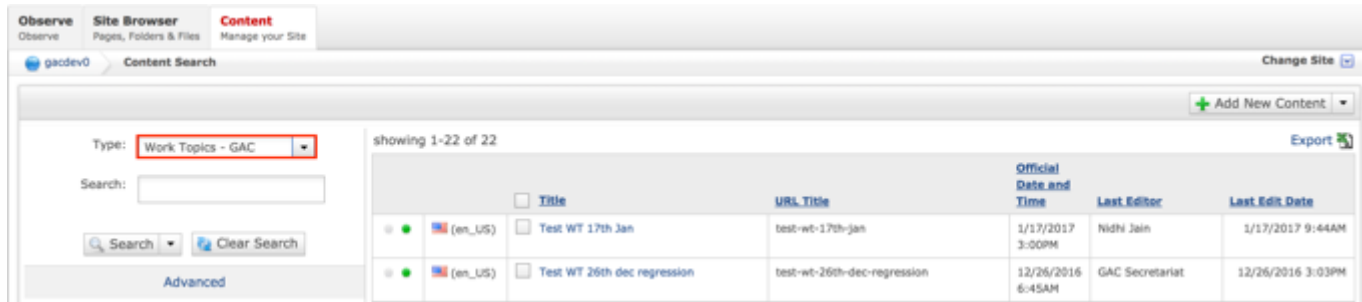 Observe Site Browser Content
Observe Pages, Folders & Files Manage your Site
gacdev0 Content Search Change Site
Add New Content
Type: Work Topics - GAC showing 1-22 of 22 Export
Search:
Title URL Title Official Date and Time Last Editor Last Edit Date
(en_US) Test WT 17th Jan test-wt-17th-jan 1/17/2017 3:00PM Nidhi Jain 1/17/2017 9:44AM
Search Clear Search
(en_US) Test WT 26th dec regression test-wt-26th-dec-regression 12/26/2016 6:45AM GAC Secretariat 12/26/2016 3:03PM
Advanced